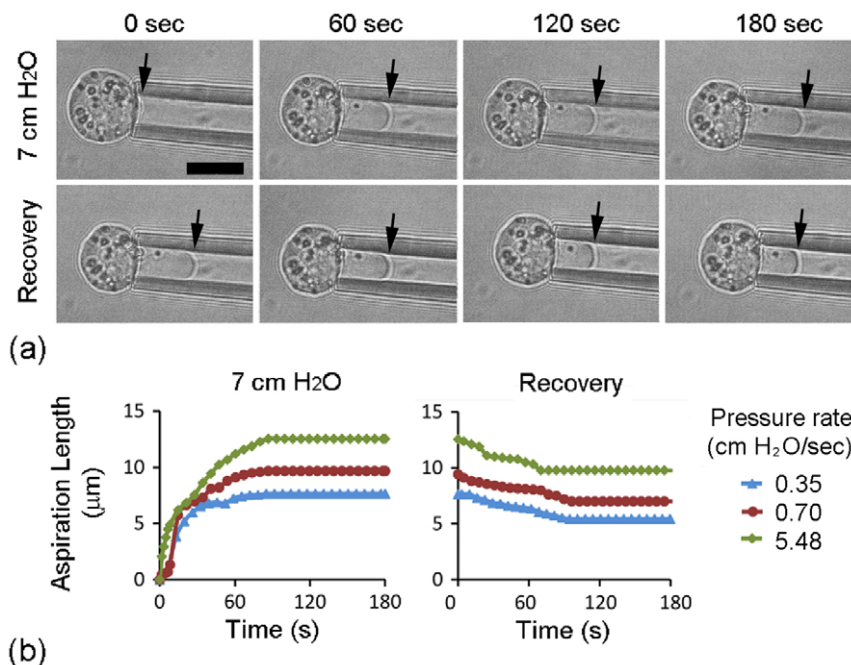 (a)
0 sec 60 sec 120 sec 180 sec
7 cm H2O
Recovery
(b)
7 cm H2O
Aspiration Length
(μm)
15
10
5
0
0 60 120 180
Time (s)
Recovery
15
10
5
0
0 60 120 180
Time (s)
Pressure rate
(cm H2O/sec)
0.35
0.70
5.48